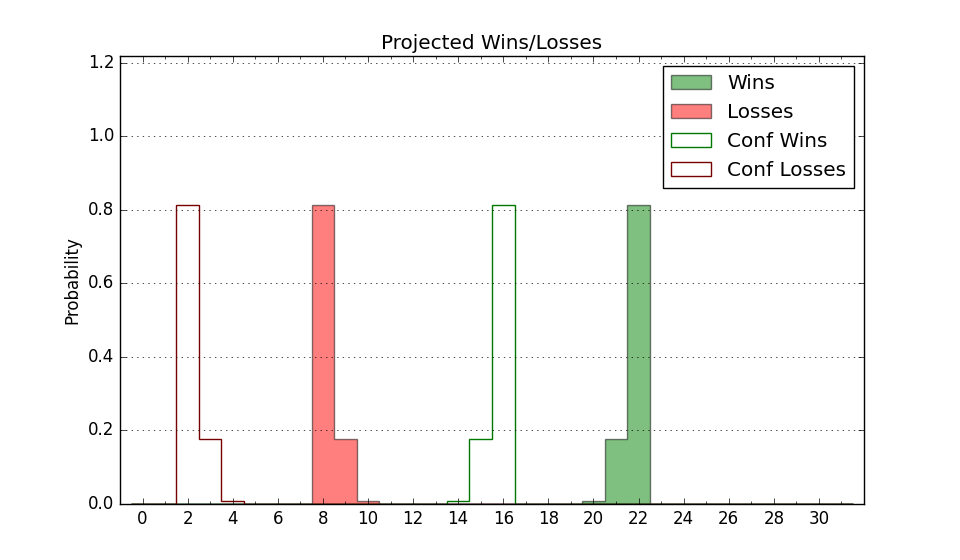 Projected Wins/Losses
1.2
1.0
0.8
0.6
0.4
0.2
0.0
Probability
Wins
Losses
Conf Wins
Conf Losses
0 2 4 6 8 10 12 14 16 18 20 22 24 26 28 30